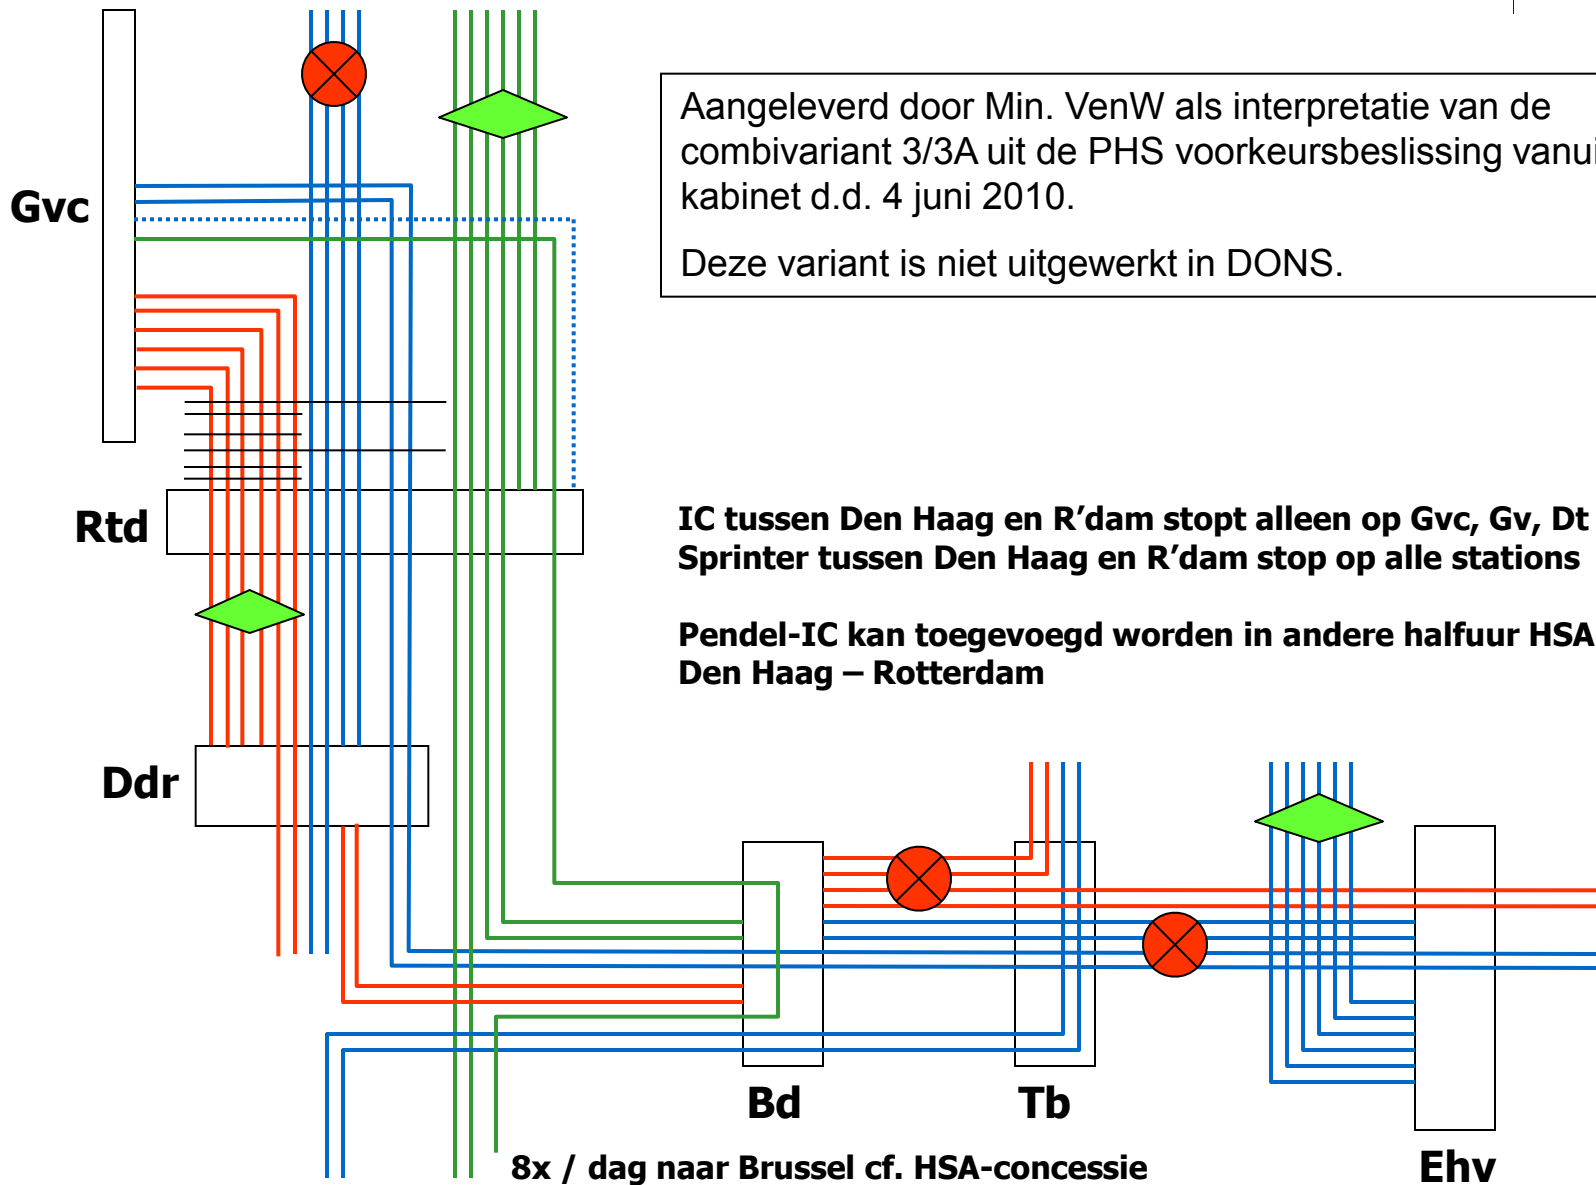 Aangeleverd door Min. VenW als interpretatie van de
combivariant 3/3A uit de PHS voorkeursbeslissing vanui
kabinet d.d. 4 juni 2010.
Deze variant is niet uitgewerkt in DONS.
Gvc
Rtd
IC tussen Den Haag en R’dam stopt alleen op Gvc, Gv, Dt
Sprinter tussen Den Haag en R’dam stop op alle stations
Pendel-IC kan toegevoegd worden in andere halfuur HSA
Den Haag – Rotterdam
Ddr
Bd
Tb
Ehv
8x / dag naar Brussel cf. HSA-concessie